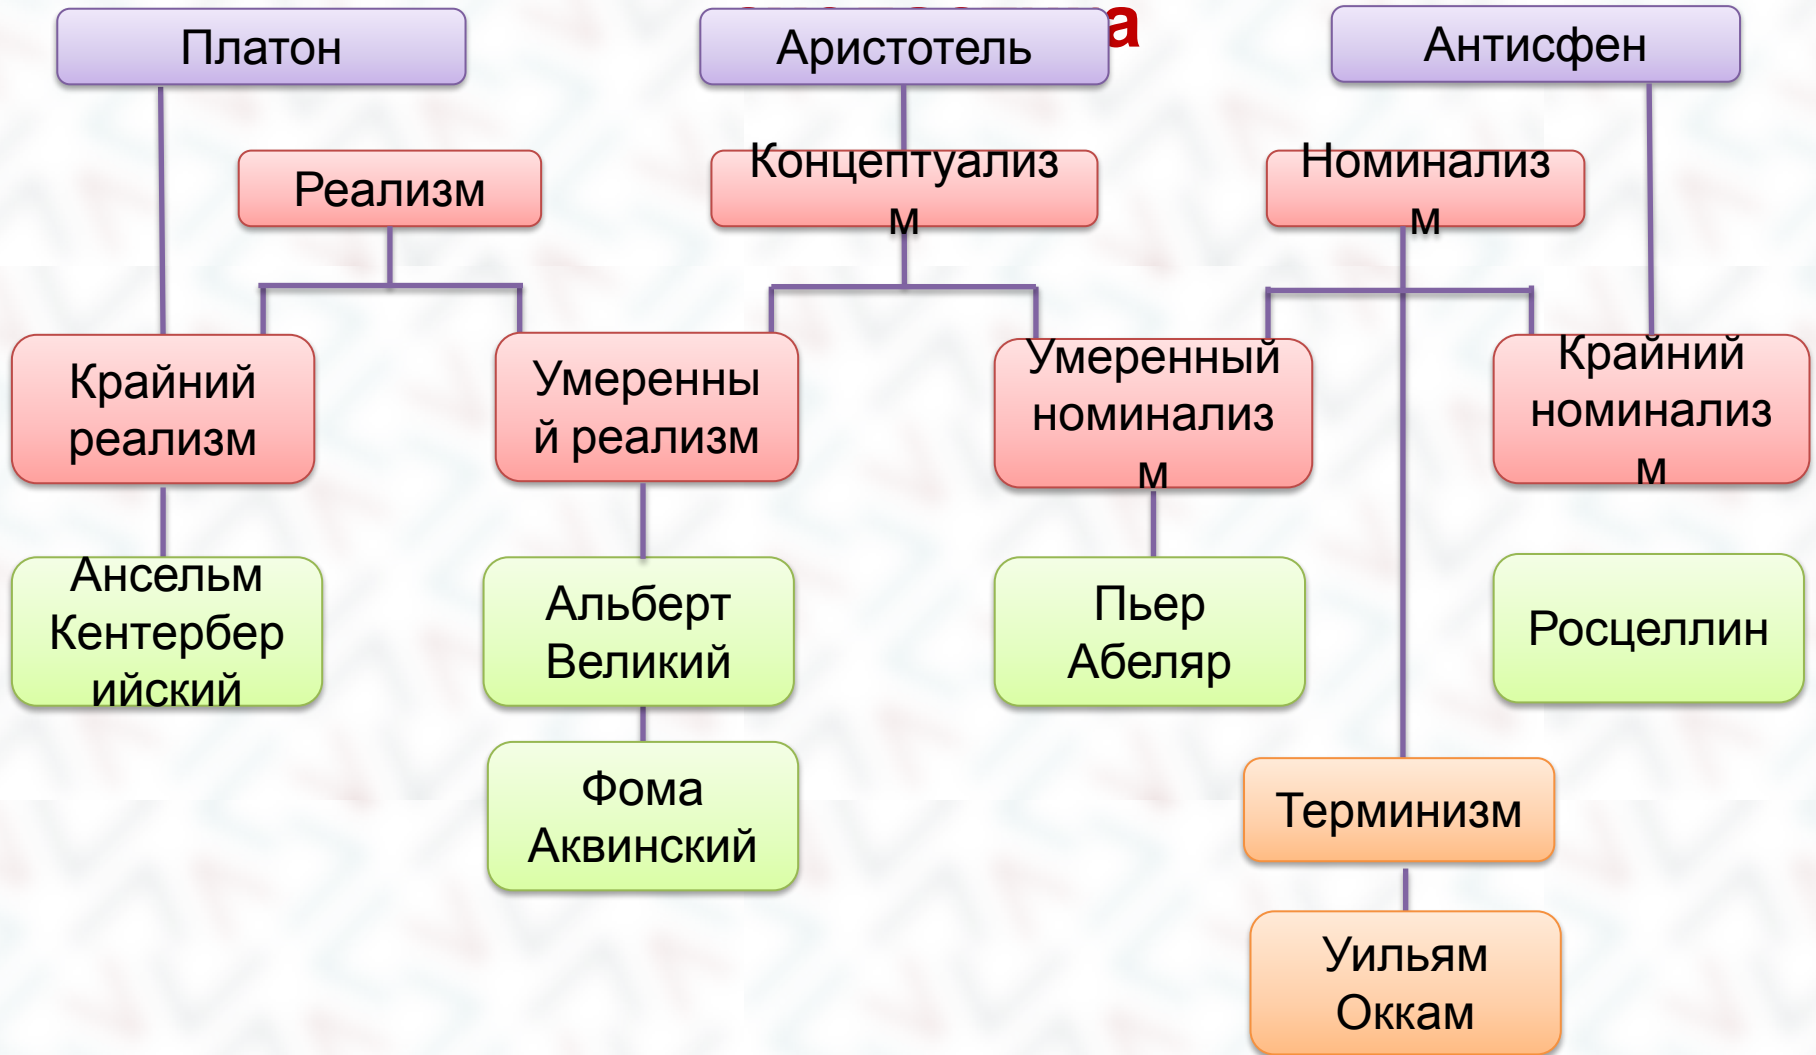 Платон
Аристотель
Антисфен
Реализм
Концептуализ
м
Номинализ
м
Крайний
реализм
Умеренны
й реализм
Умеренный
номинализ
м
Крайний
номинализ
м
Ансельм
Кентербер
ийский
Альберт
Великий
Пьер
Абеляр
Росцеллин
Фома
Аквинский
Терминизм
Уильям
Оккам